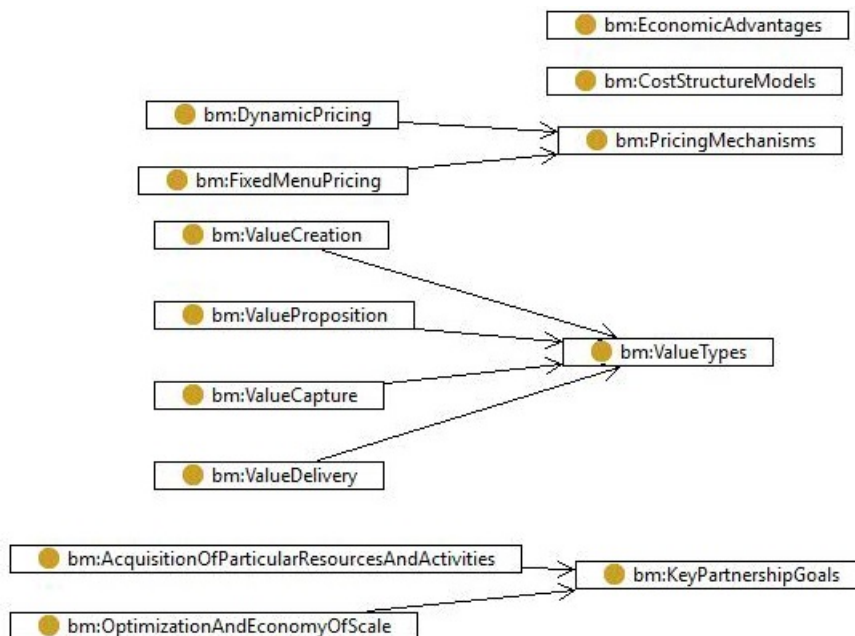 bm:EconomicAdvantages
bm:CostStructureModels
bm:DynamicPricing
bm:PricingMechanisms
bm:FixedMenuPricing
bm:ValueCreation
bm:ValueProposition
bm:ValueTypes
bm:ValueCapture
bm:ValueDelivery
bm:AcquisitionOfParticularResourcesAndActivities
bm:KeyPartnershipGoals
bm:OptimizationAndEconomyOfScale